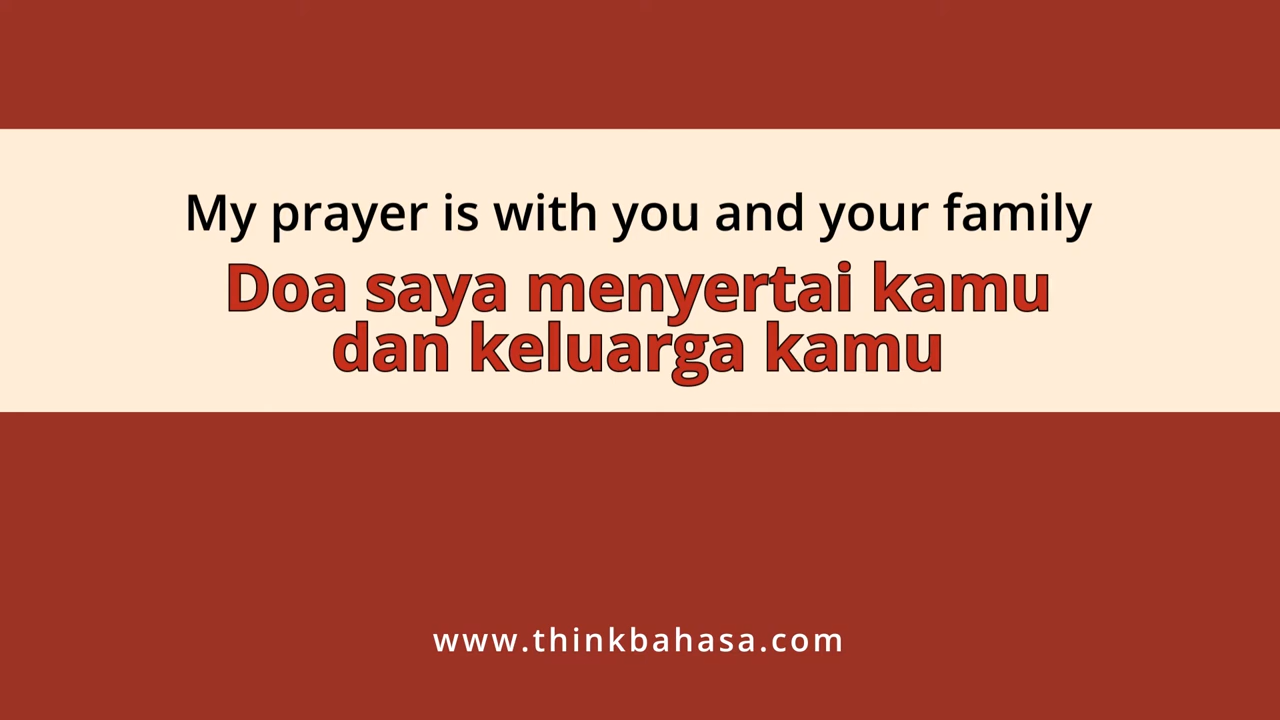 My prayer is with you and your family
Doa saya menyertai kamu
dan keluarga kamu
www.thinkbahasa.com